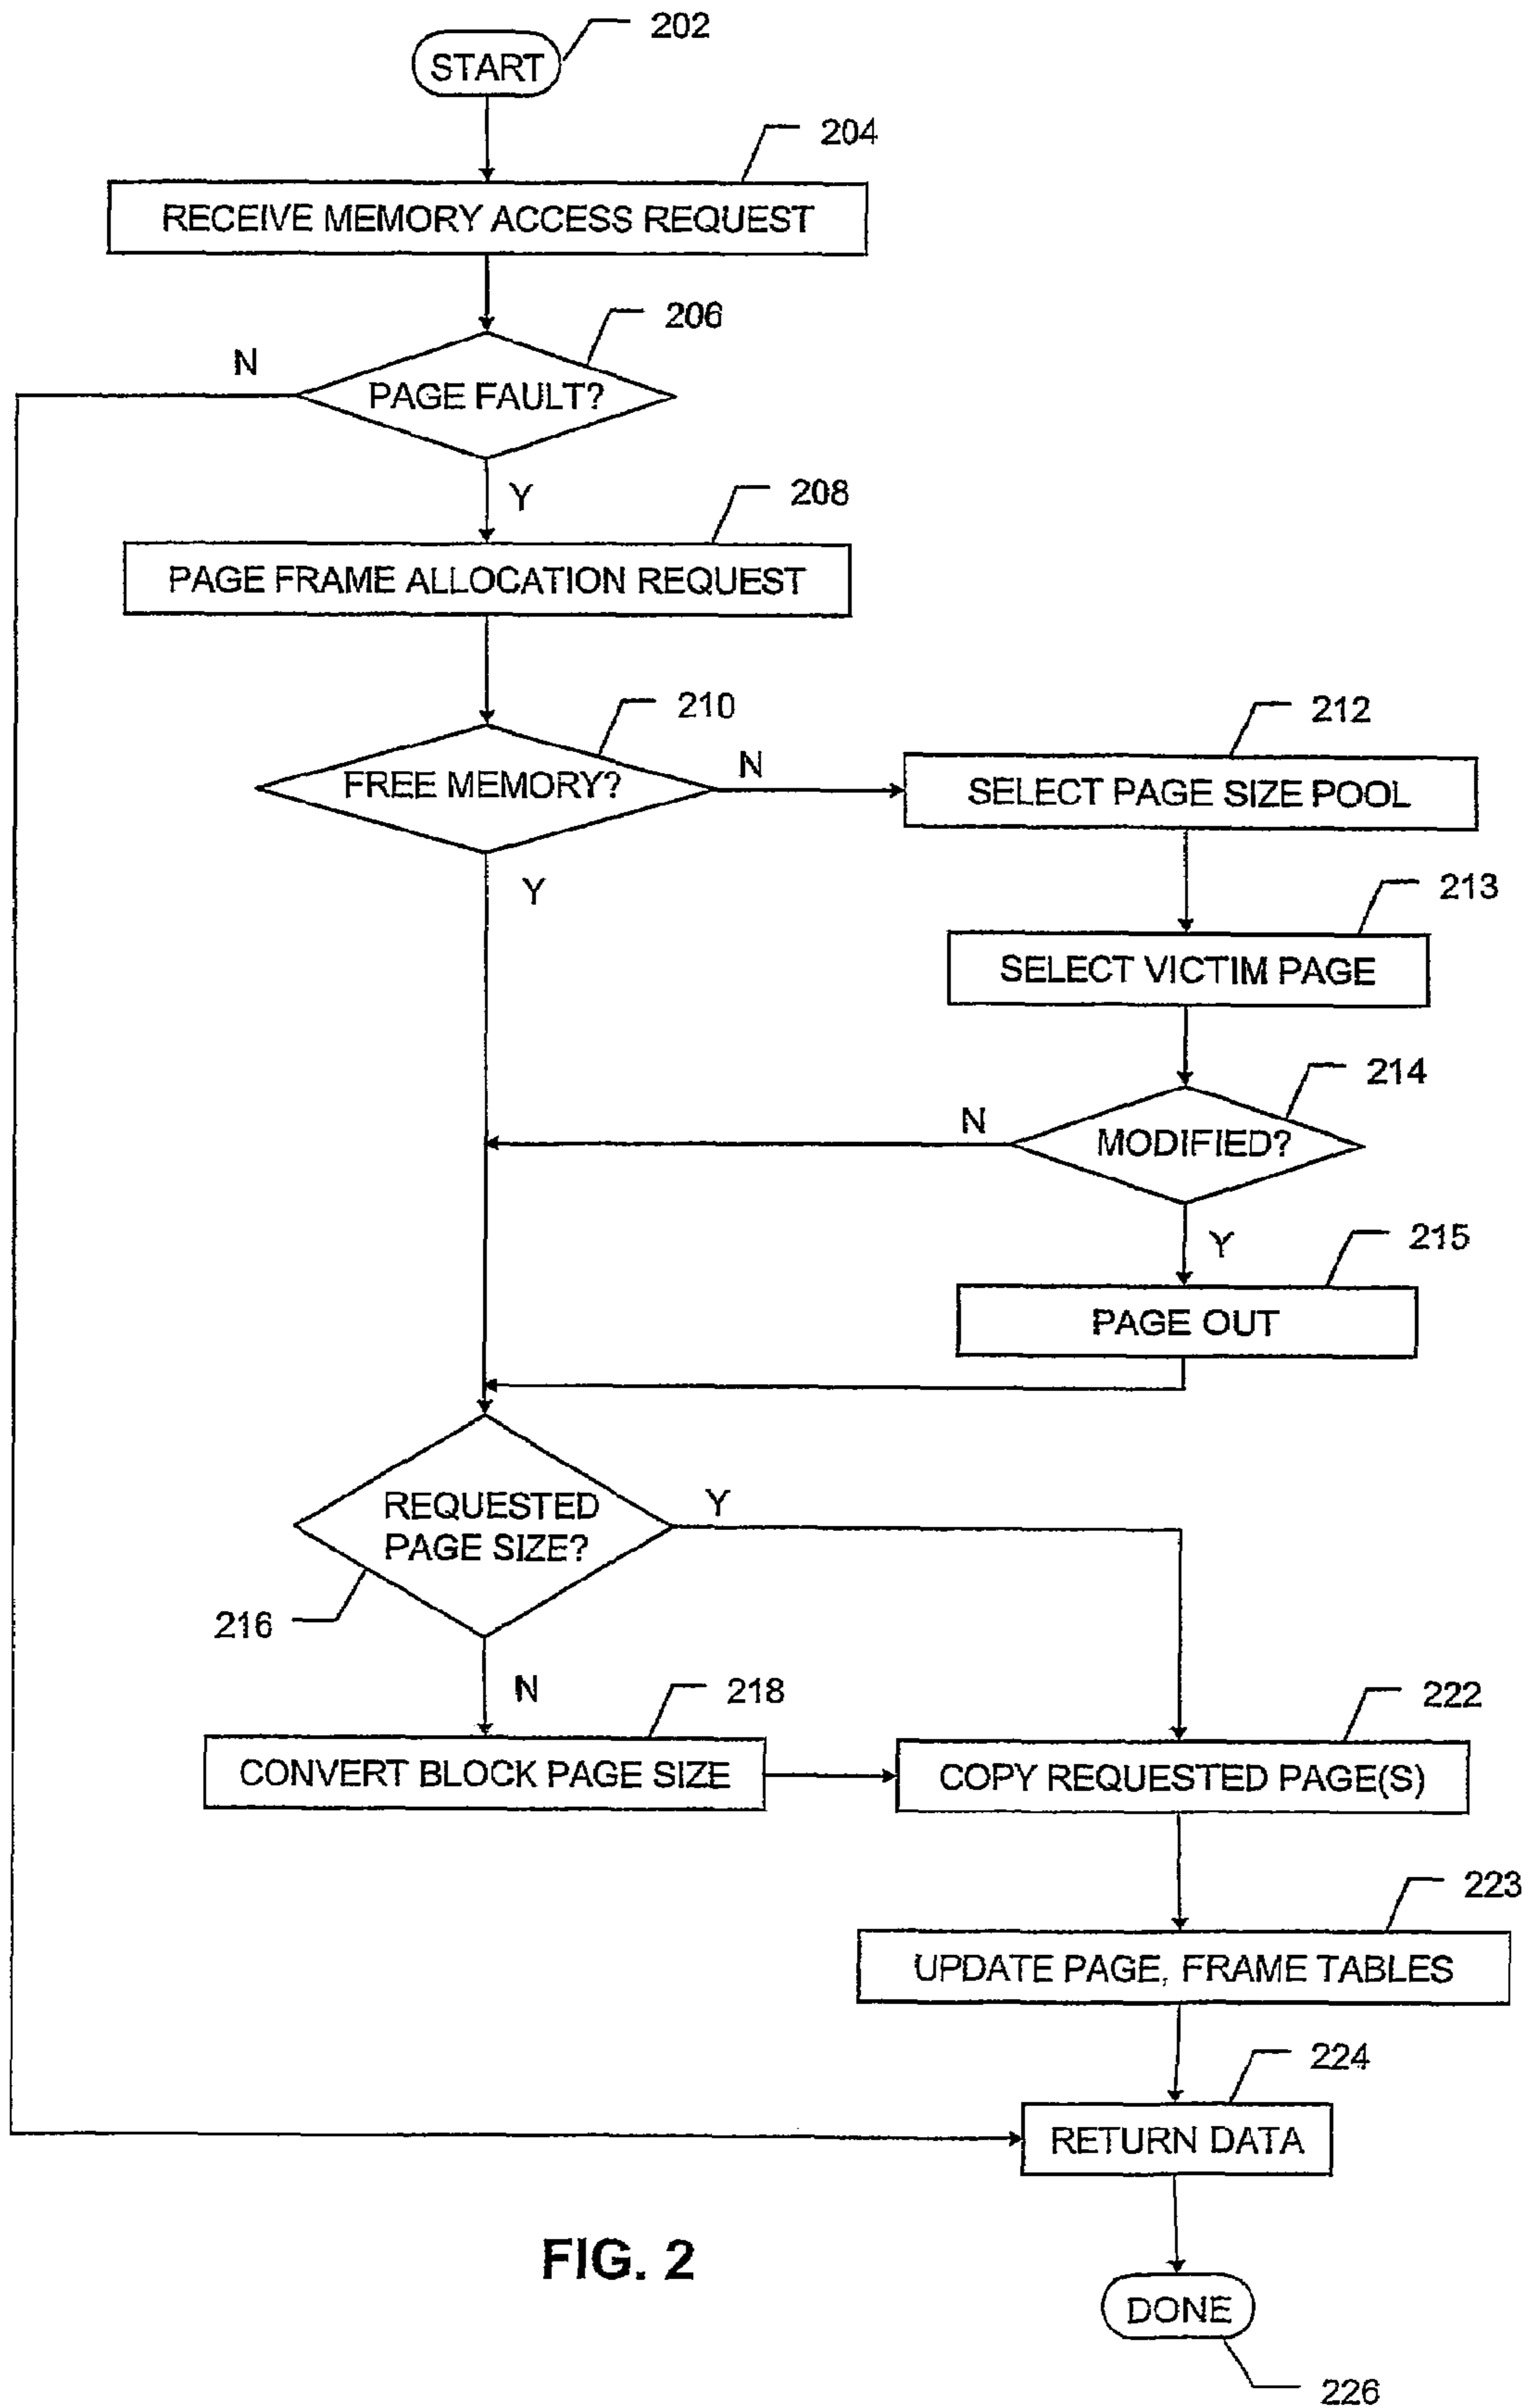 202
START
204
RECEIVE MEMORY ACCESS REQUEST
206
N
PAGE FAULT?
Y
208
PAGE FRAME ALLOCATION REQUEST
210
212
FREE MEMORY?
N
SELECT PAGE SIZE POOL
Y
213
SELECT VICTIM PAGE
214
N
MODIFIED?
Y
215
PAGE OUT
REQUESTED
PAGE SIZE?
Y
216
N
218
222
CONVERT BLOCK PAGE SIZE
COPY REQUESTED PAGE(S)
223
UPDATE PAGE, FRAME TABLES
224
RETURN DATA
FIG. 2
DONE
226